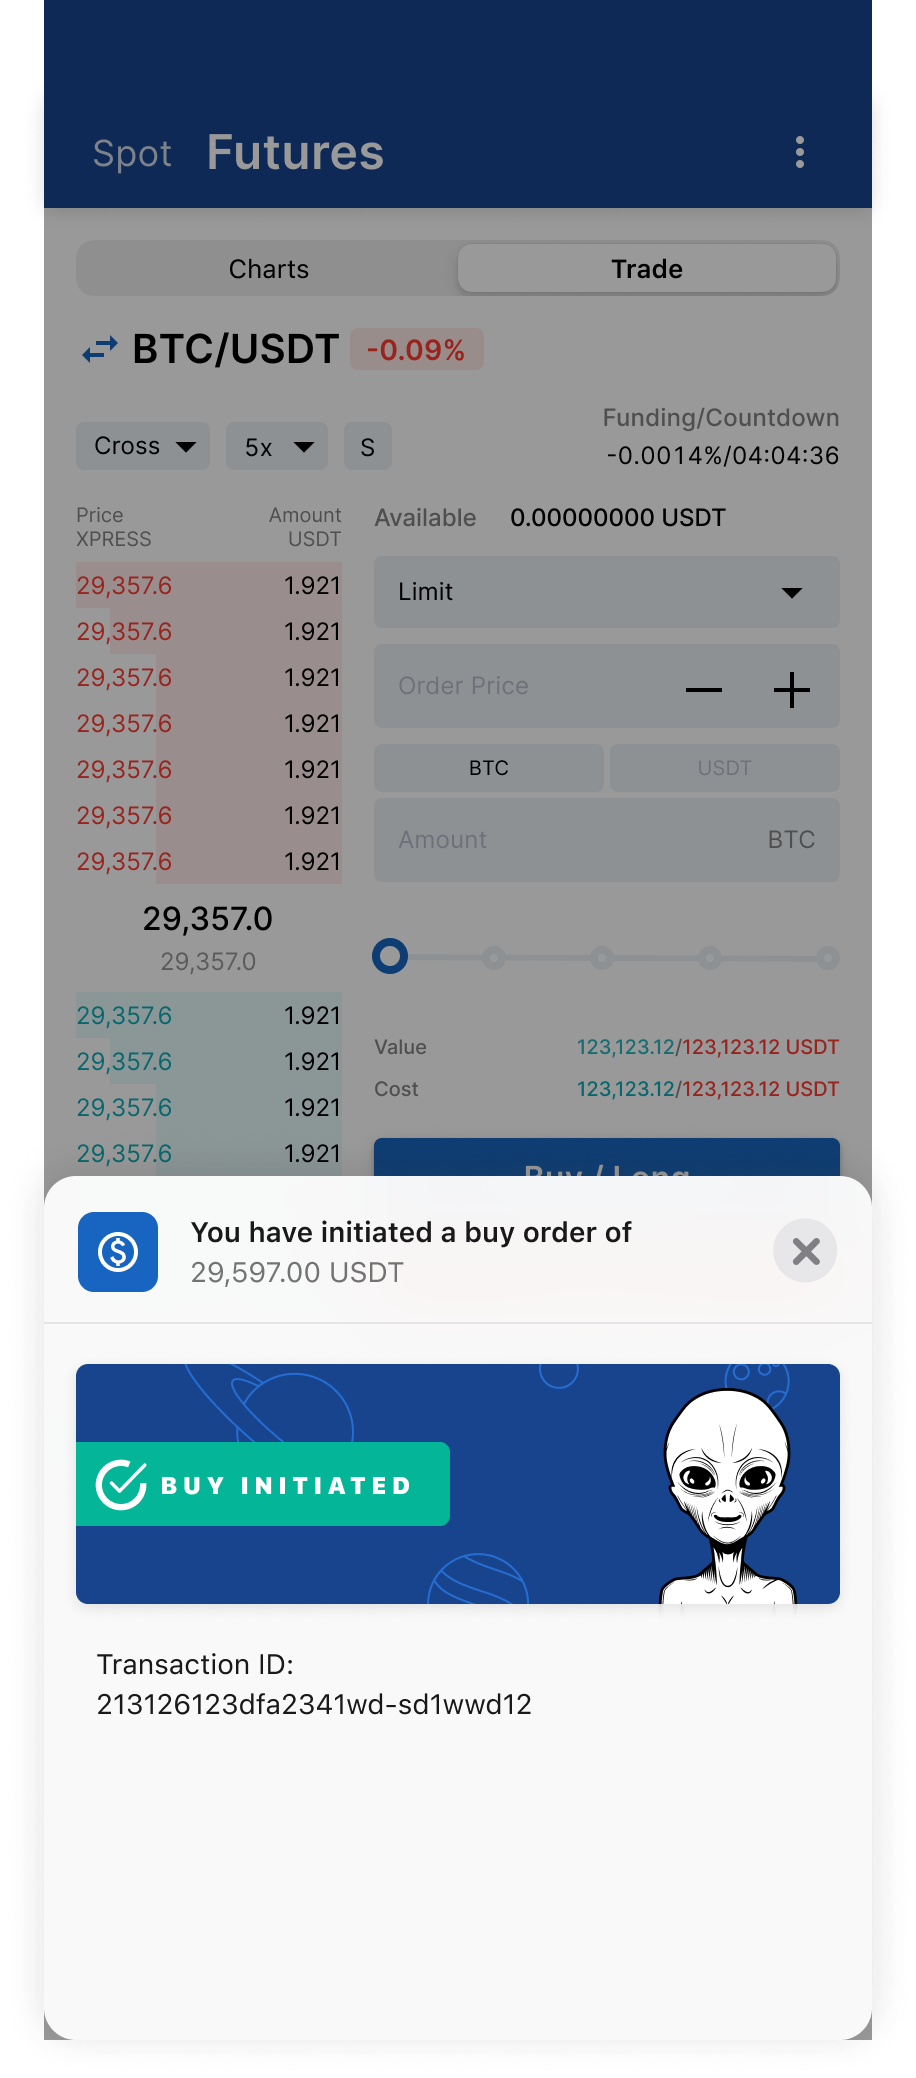 Spot Futures
Charts Trade
BTC/USDT -0.09%
Funding/Countdown
Cross 5x S
-0.0014%/04:04:36
Price Amount
XPRESS USDT
Available 0.00000000 USDT
29,357.6 1.921
29,357.6 1.921
29,357.6 1.921
29,357.6 1.921
29,357.6 1.921
29,357.6 1.921
29,357.6 1.921
29,357.0
29,357.0
29,357.6 1.921
29,357.6 1.921
29,357.6 1.921
29,357.6 1.921
Limit
Order Price
BTC USDT
Amount BTC
Value 123,123.12/123,123.12 USDT
Cost 123,123.12/123,123.12 USDT
Buy / Long
You have initiated a buy order of
29,597.00 USDT
BUY INITIATED
Transaction ID:
213126123dfa2341wd-sd1wwd12